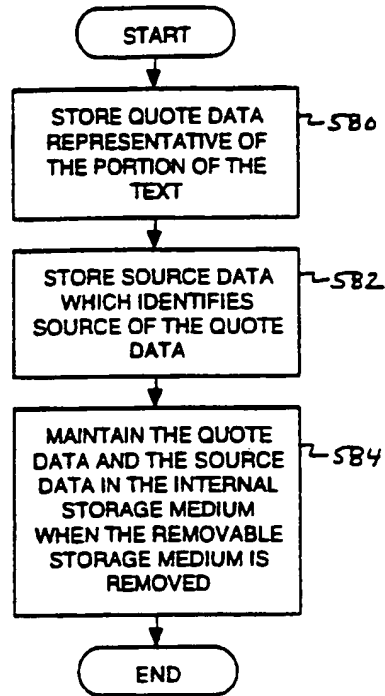 START
STORE QUOTE DATA
REPRESENTATIVE OF
THE PORTION OF THE
TEXT
580
STORE SOURCE DATA
WHICH IDENTIFIES
SOURCE OF THE QUOTE
DATA
582
MAINTAIN THE QUOTE
DATA AND THE SOURCE
DATA IN THE INTERNAL
STORAGE MEDIUM
WHEN THE REMOVABLE
STORAGE MEDIUM IS
REMOVED
584
END